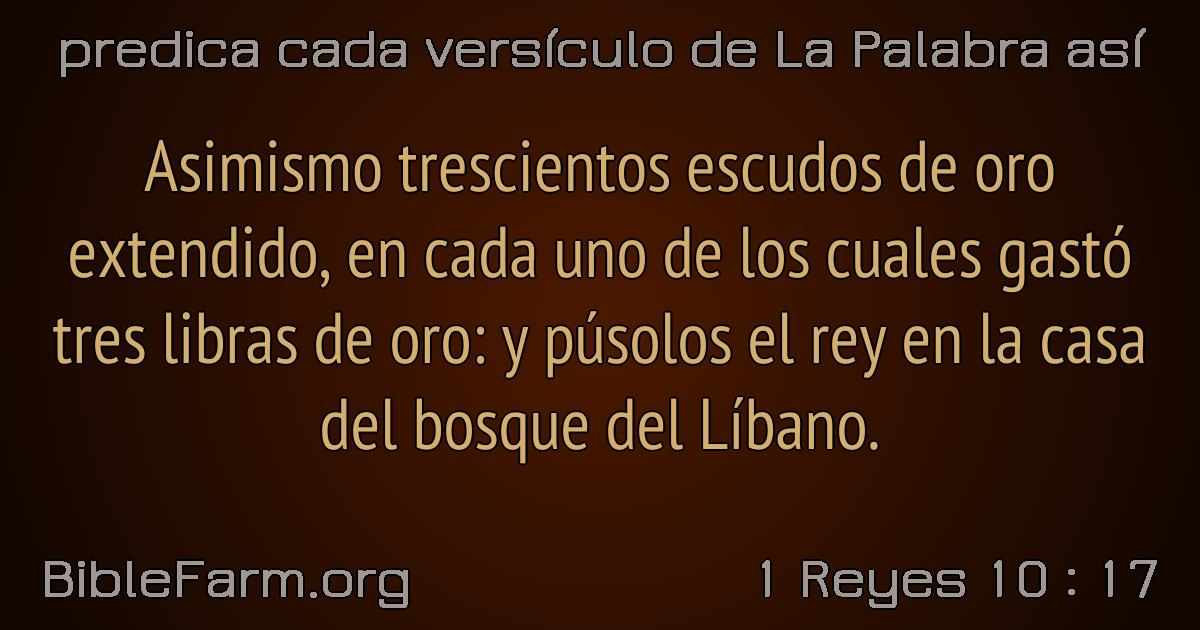 predica cada versículo de La Palabra así
Asimismo trescientos escudos de oro
extendido, en cada uno de los cuales gastó
tres libras de oro: y púsolos el rey en la casa
del bosque del Líbano.
BibleFarm.org
1 Reyes 10 : 17